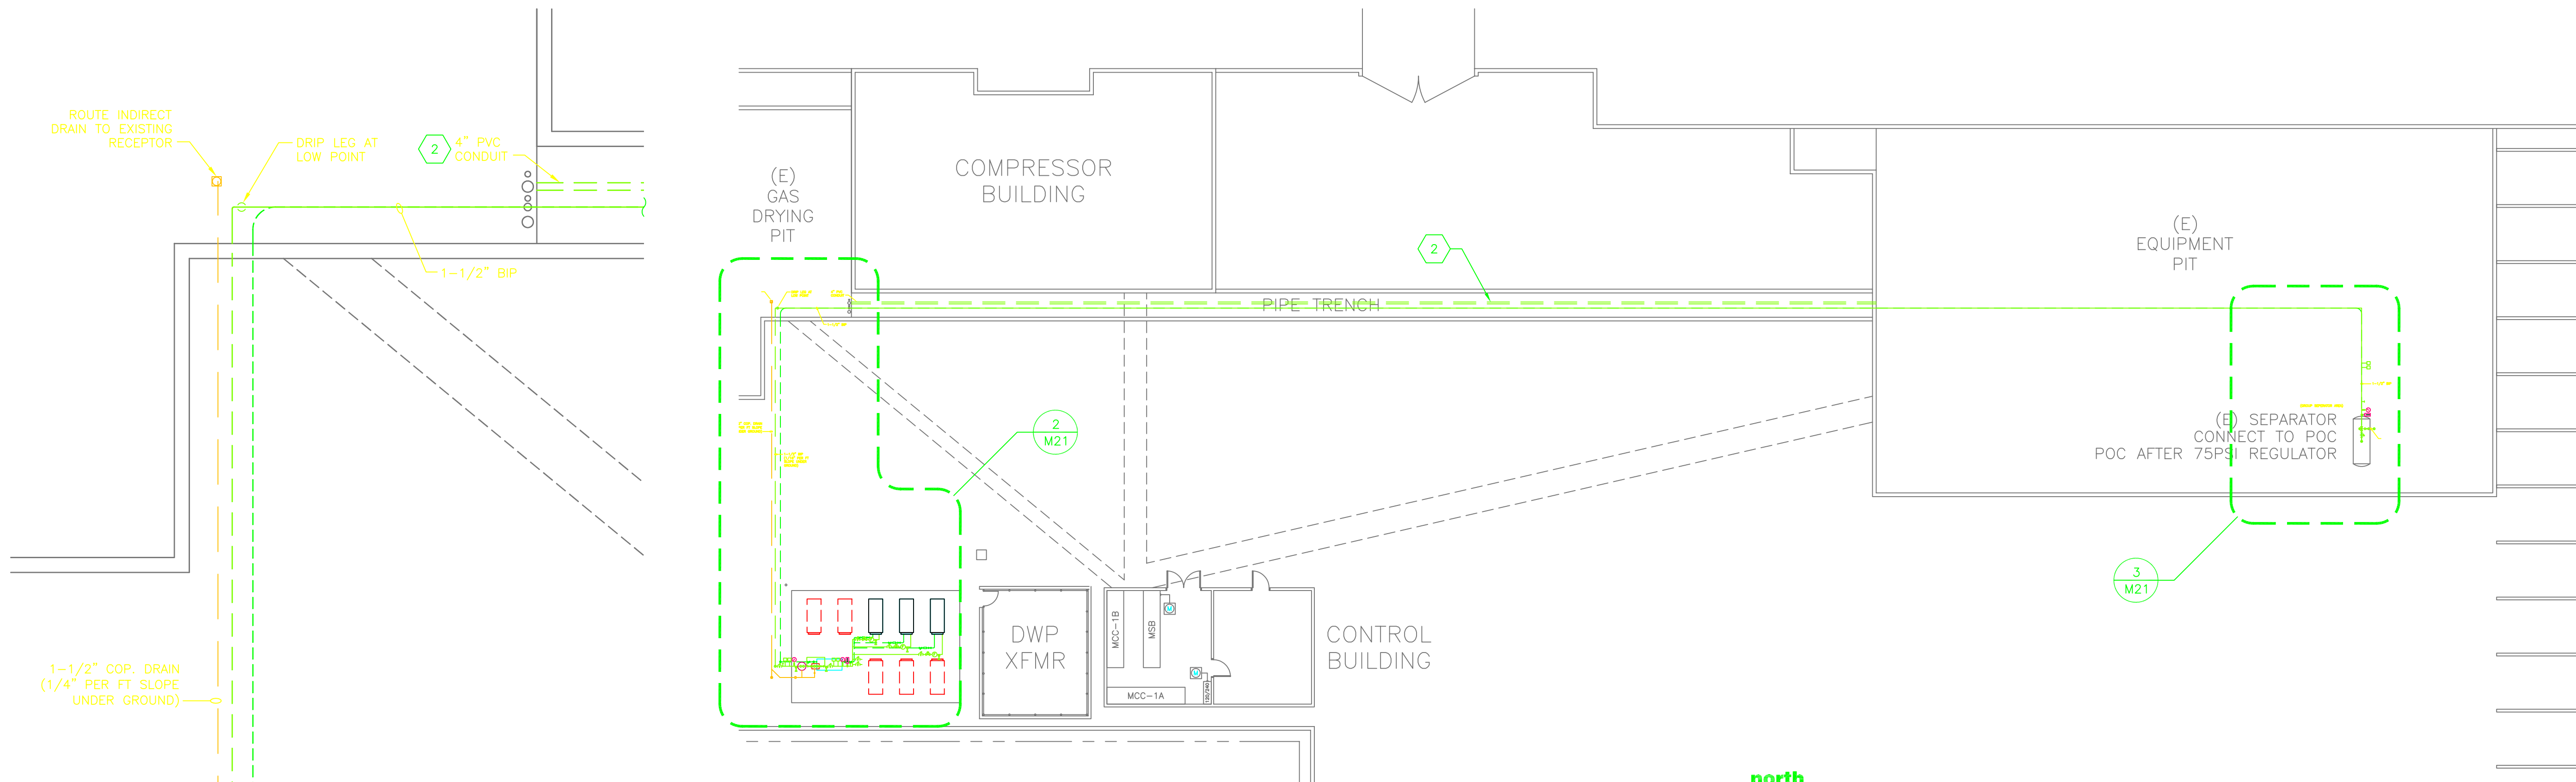 ROUTE INDIRECT
DRAIN TO EXISTING
RECEPTOR
DRIP LEG AT
LOW POINT
2
4" PVC
CONDUIT
1-1/2" BIP
1-1/2" COP. DRAIN
(1/4" PER FT SLOPE
UNDER GROUND)
(E)
GAS
DRYING
PIT
COMPRESSOR
BUILDING
2
PIPE TRENCH
(E)
EQUIPMENT
PIT
2
M21
(E) SEPARATOR
CONNECT TO POC
POC AFTER 75PSI REGULATOR
3
M21
DWP
XFMR
MCC-1B
MSB
M
M
MCC-1A
120/240
CONTROL
BUILDING
north